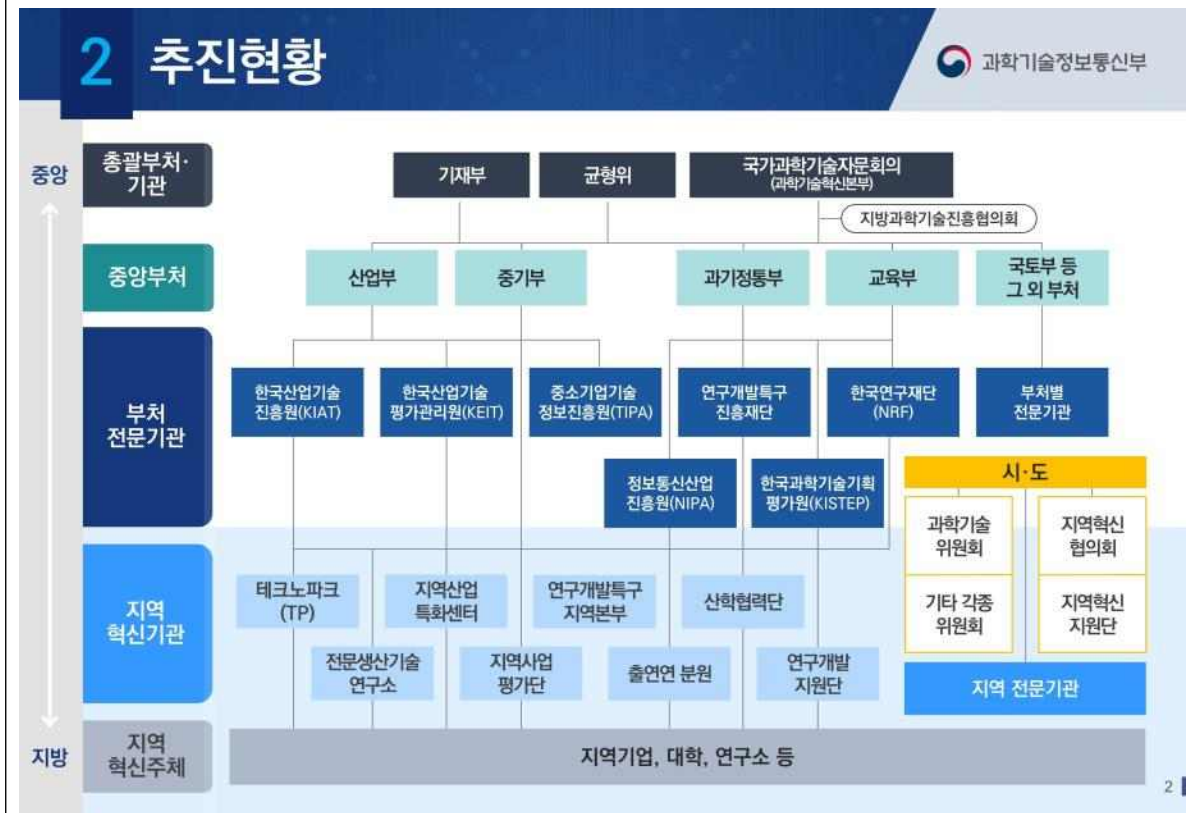 2 추진현황
과학기술정보통신부
중앙
총괄부처·
기관
기재부
균형위
국가과학기술자문회의
(과학기술혁신본부)
지방과학기술진흥협의회
중앙부처
산업부
중기부
과기정통부
교육부
국토부 등
그 외 부처
부처
전문기관
한국산업기술
진흥원(KIAT)
한국산업기술
평가관리원(KEIT)
중소기업기술
정보진흥원(TIPA)
연구개발특구
진흥재단
한국연구재단
(NRF)
부처별
전문기관
정보통신산업
진흥원(NIPA)
한국과학기술기획
평가원(KISTEP)
시·도
과학기술
위원회
지역혁신
협의회
기타 각종
위원회
지역혁신
지원단
지역 전문기관
지역
혁신기관
테크노파크
(TP)
지역산업
특화센터
연구개발특구
지역본부
산학협력단
전문생산기술
연구소
지역사업
평가단
출연연 분원
연구개발
지원단
지방
지역
혁신주체
지역기업, 대학, 연구소 등
2